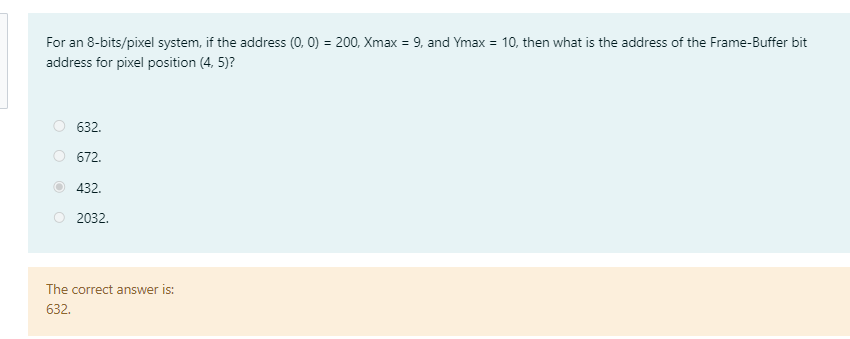 For an 8-bits/pixel system, if the address (0, 0) = 200, Xmax = 9, and Ymax = 10, then what is the address of the Frame-Buffer bit
address for pixel position (4, 5)?
632.
672.
432.
2032.
The correct answer is:
632.